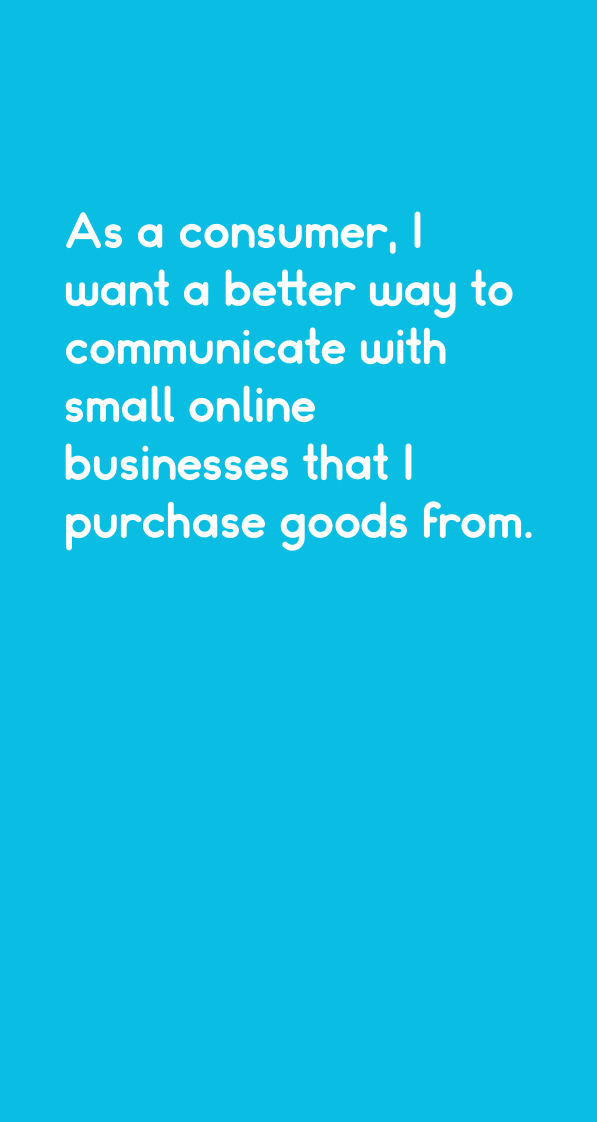 As a consumer, I
want a better way to
communicate with
small online
businesses that I
purchase goods from.